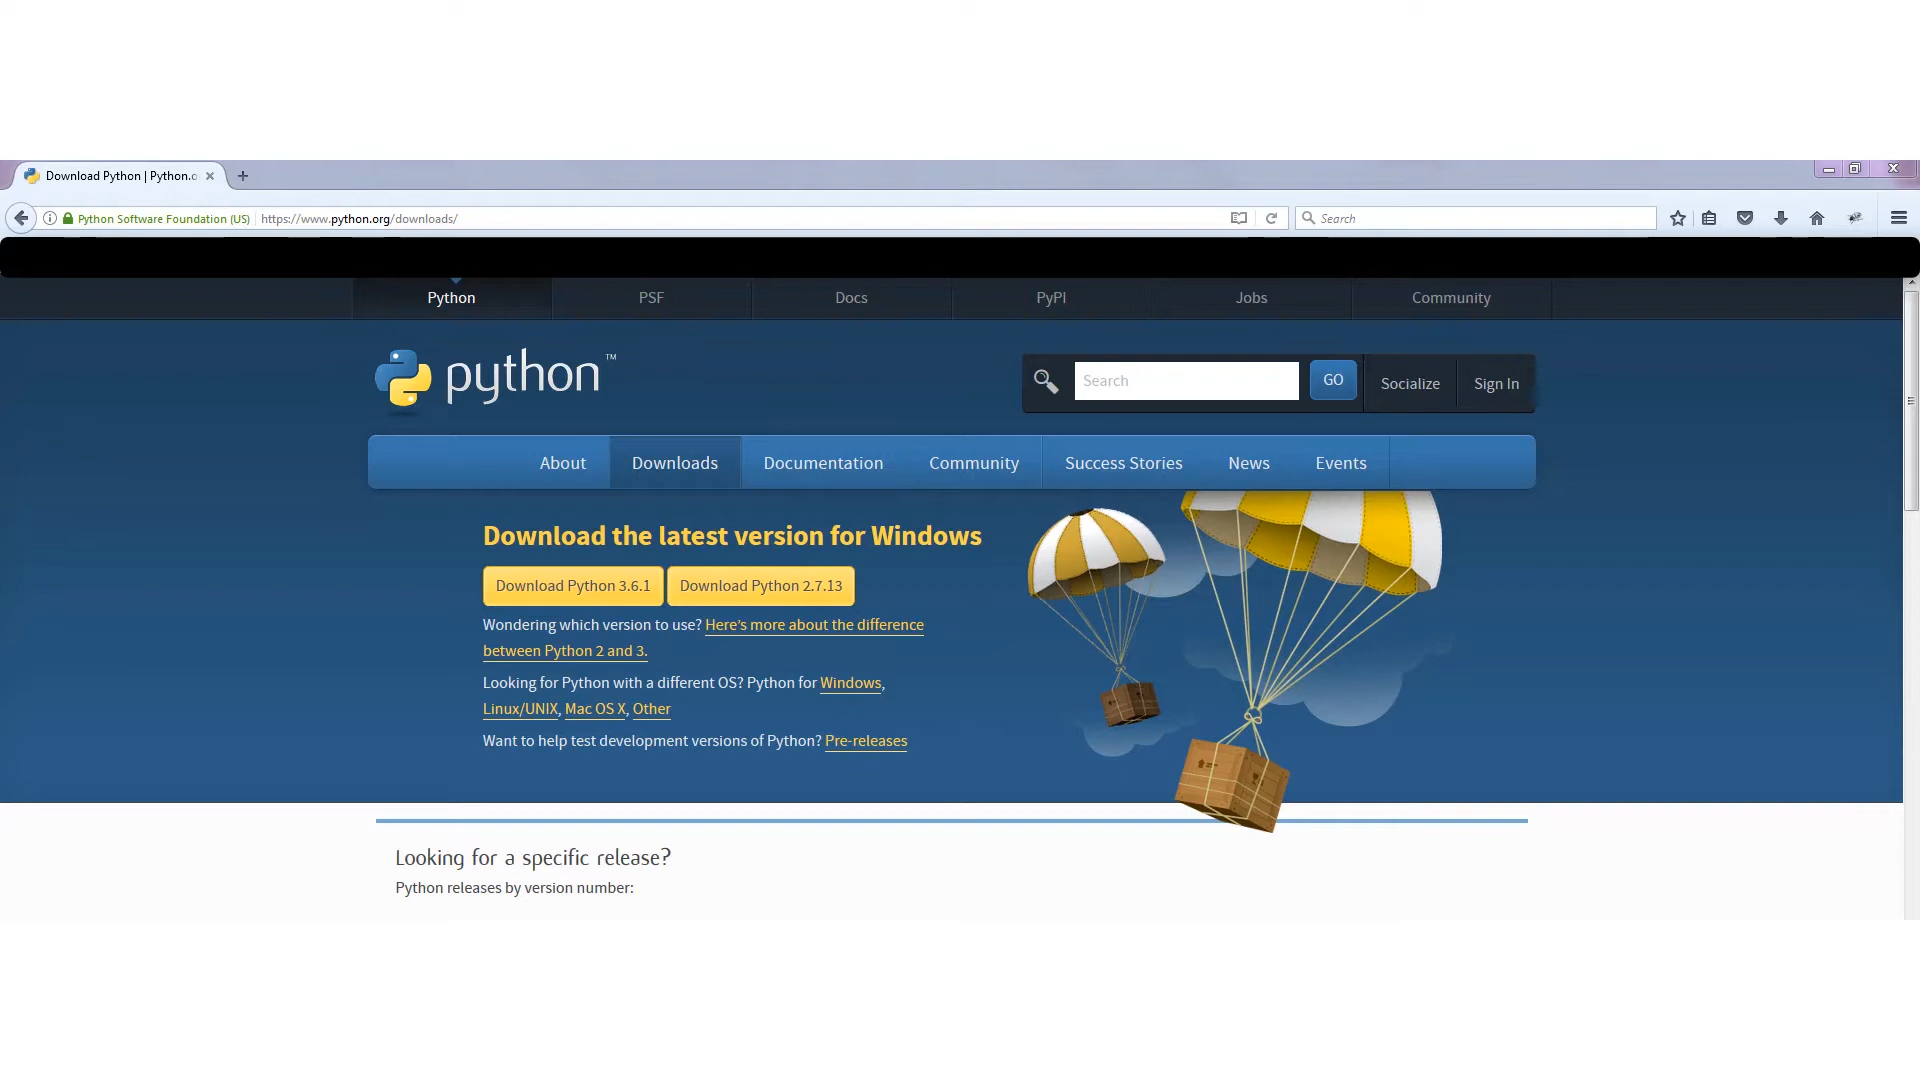 Download Python | Python.o
Python Software Foundation (US) https://www.python.org/downloads/ Search
Python PSF Docs PyPI Jobs Community
python™
Search GO Socialize Sign In
About Downloads Documentation Community Success Stories News Events
Download the latest version for Windows
Download Python 3.6.1 Download Python 2.7.13
Wondering which version to use? Here's more about the difference
between Python 2 and 3.
Looking for Python with a different OS? Python for Windows,
Linux/UNIX, Mac OS X, Other
Want to help test development versions of Python? Pre-releases
Looking for a specific release?
Python releases by version number: